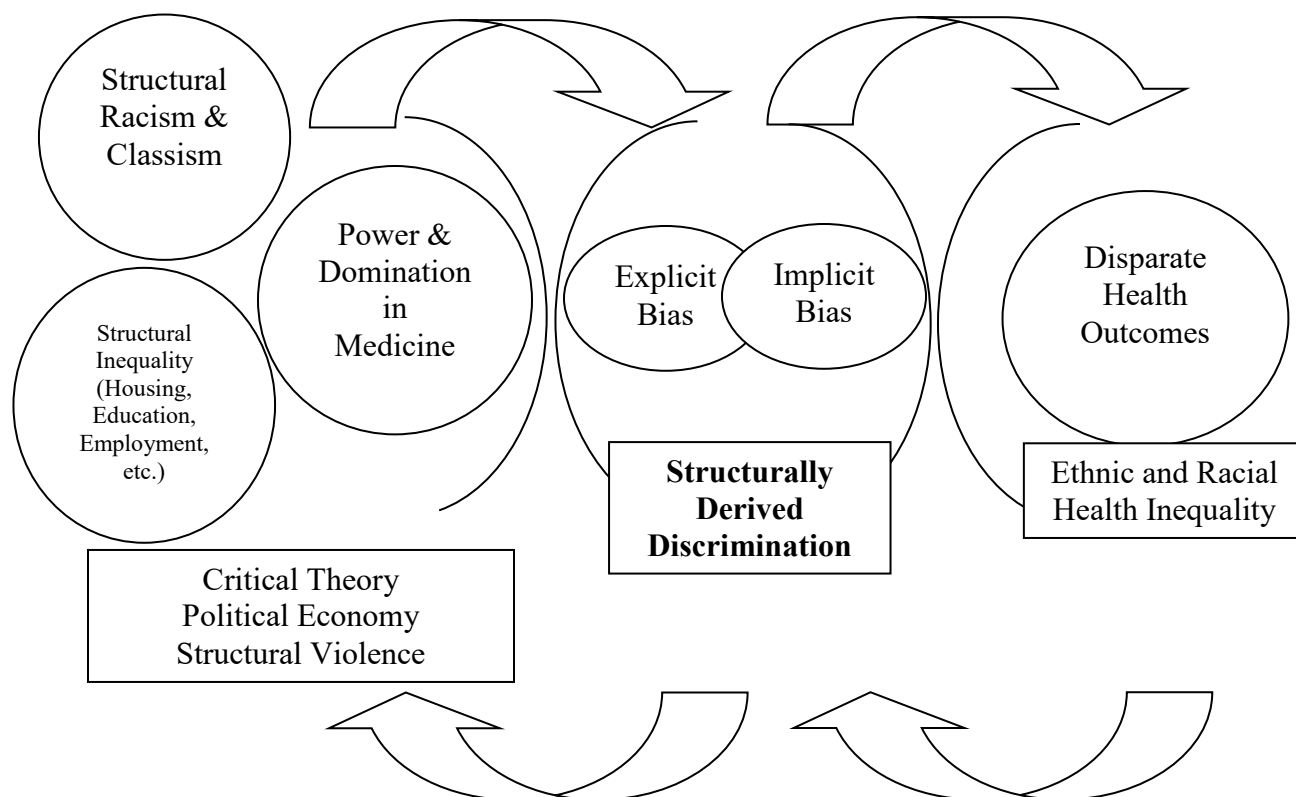 Structural
Racism &
Classism
Structural
Inequality
(Housing,
Education,
Employment,
etc.)
Power &
Domination
in
Medicine
Critical Theory
Political Economy
Structural Violence
Explicit
Bias
Implicit
Bias
Structurally
Derived
Discrimination
Disparate
Health
Outcomes
Ethnic and Racial
Health Inequality